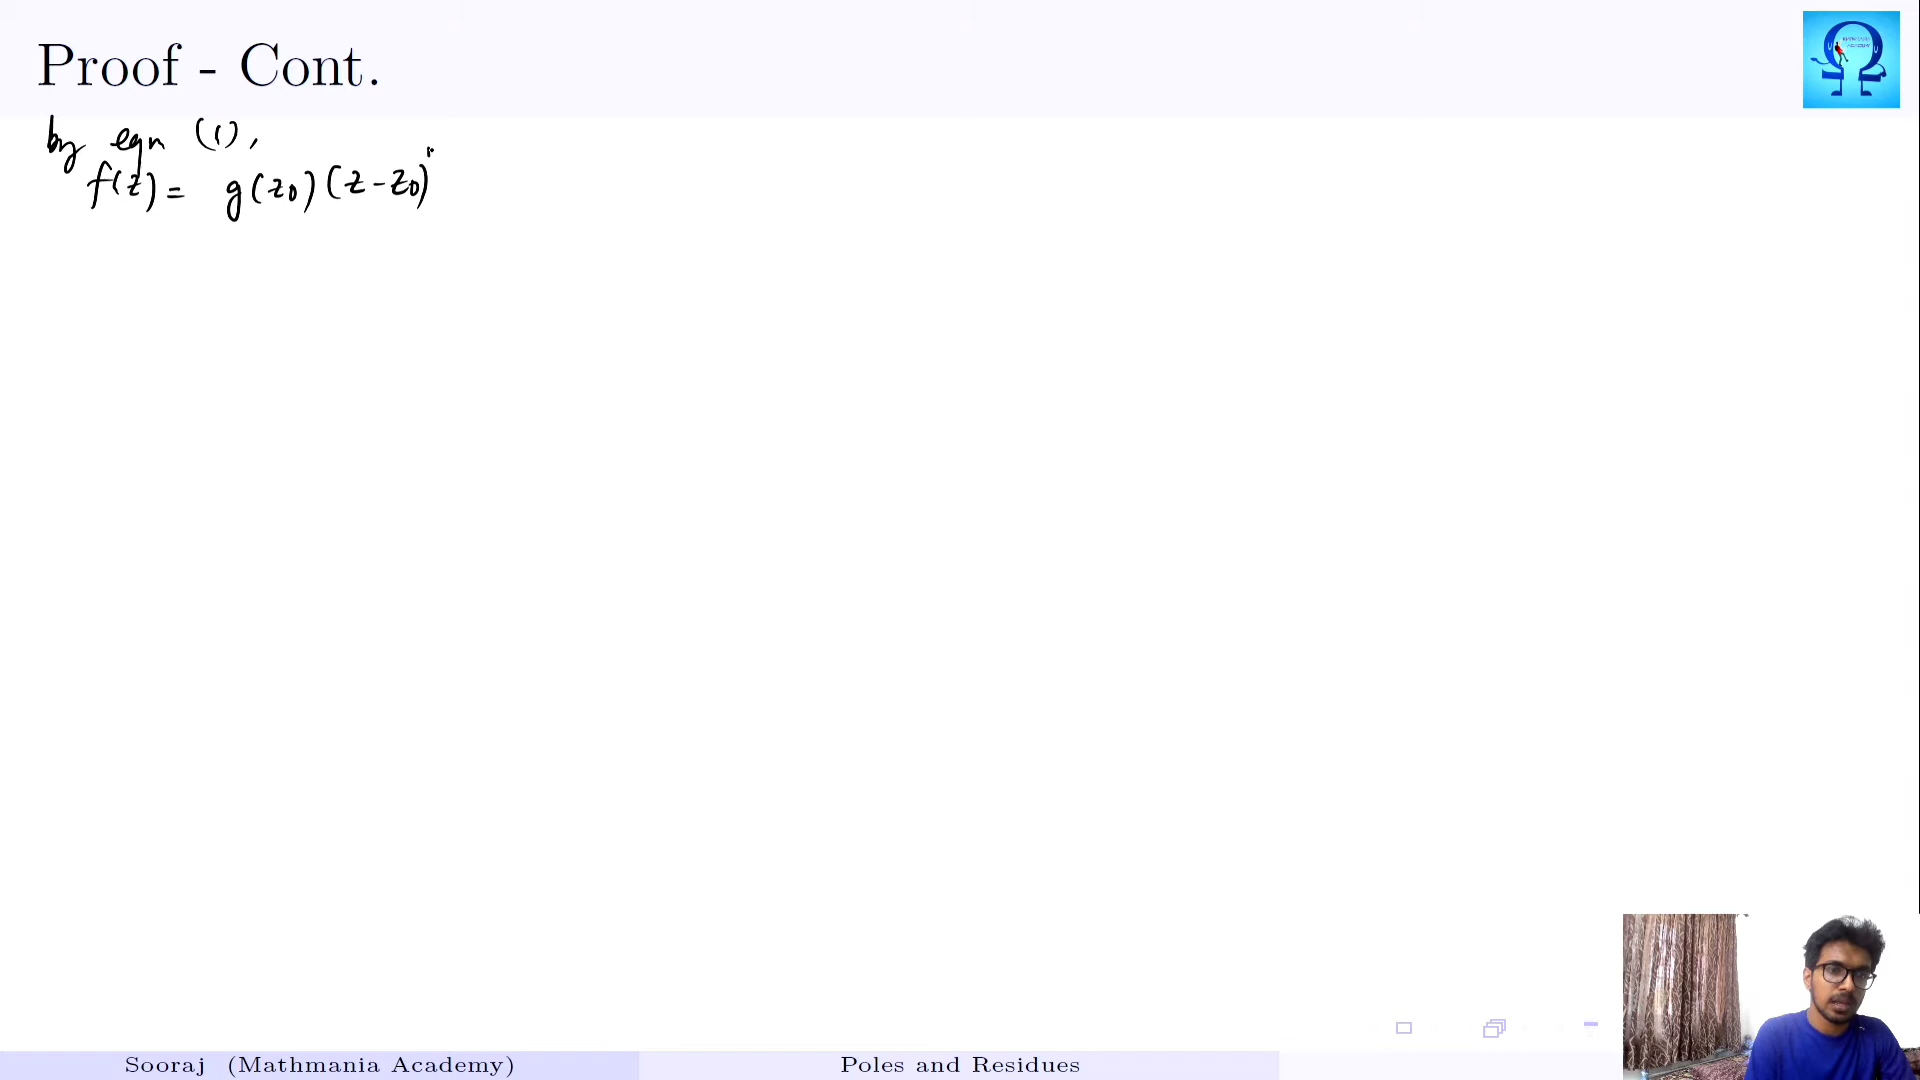 Proof - Cont.
by eqn (1),
f(z) = g(z0)(z-z0)
Sooraj (Mathmania Academy)
Poles and Residues